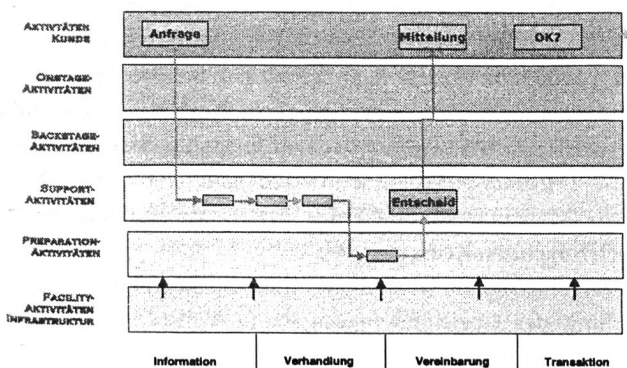 AKTIVITÄTEN
KUNDE
Anfrage
Mitteilung
OK?
ONSTAGE-
AKTIVITÄTEN
BACKSTAGE-
AKTIVITÄTEN
SUPPORT-
AKTIVITÄTEN
Entscheid
PREPARATION-
AKTIVITÄTEN
FACILITY-
AKTIVITÄTEN
INFRASTRUKTUR
Information
Verhandlung
Vereinbarung
Transaktion